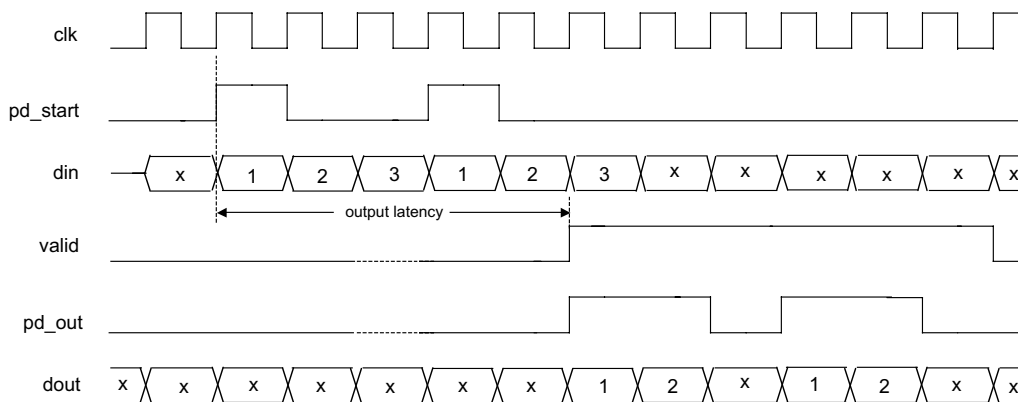 clk
pd_start
din x 1 2 3 1 2 3 x x x x x x
output latency
valid
pd_out
dout x x x x x x x 1 2 x 1 2 x x